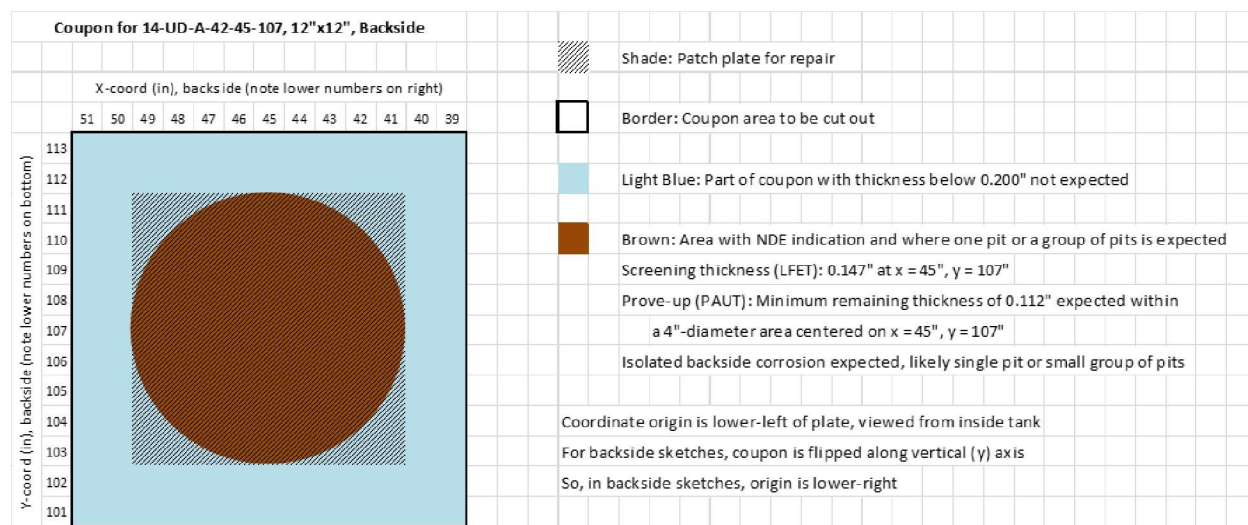 Coupon for 14-UD-A-42-45-107, 12"x12", Backside
X-coord (in), backside (note lower numbers on right)
51 50 49 48 47 46 45 44 43 42 41 40 39
Y-coord (in), backside (note lower numbers on bottom)
113
112
111
110
109
108
107
106
105
104
103
102
101
Shade: Patch plate for repair
Border: Coupon area to be cut out
Light Blue: Part of coupon with thickness below 0.200" not expected
Brown: Area with NDE indication and where one pit or a group of pits is expected
Screening thickness (LFET): 0.147" at x = 45", y = 107"
Prove-up (PAUT): Minimum remaining thickness of 0.112" expected within
a 4"-diameter area centered on x = 45", y = 107"
Isolated backside corrosion expected, likely single pit or small group of pits
Coordinate origin is lower-left of plate, viewed from inside tank
For backside sketches, coupon is flipped along vertical (y) axis
So, in backside sketches, origin is lower-right